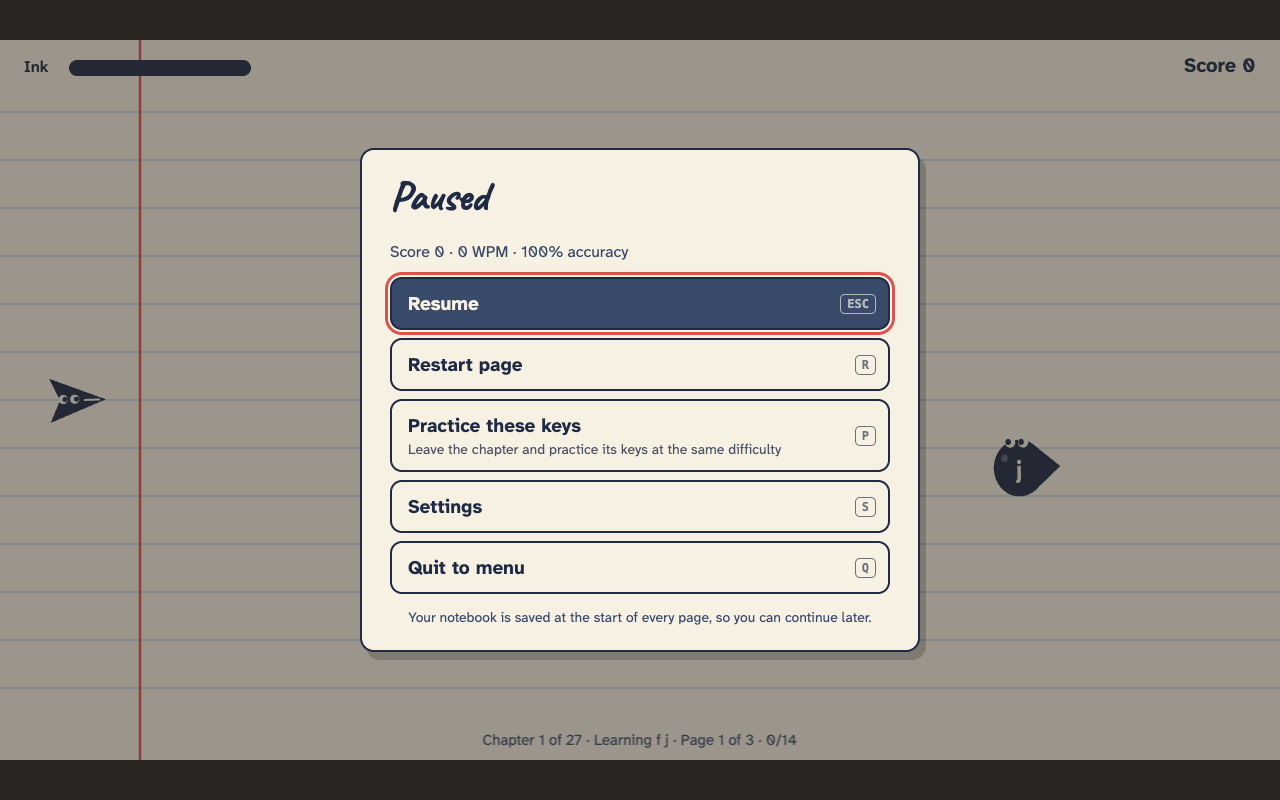 Ink
Score 0
Paused
Score 0 · 0 WPM · 100% accuracy
Resume ESC
Restart page R
Practice these keys P
Leave the chapter and practice its keys at the same difficulty
Settings S
Quit to menu Q
Your notebook is saved at the start of every page, so you can continue later.
j
Chapter 1 of 27 · Learning f j · Page 1 of 3 · 0/14